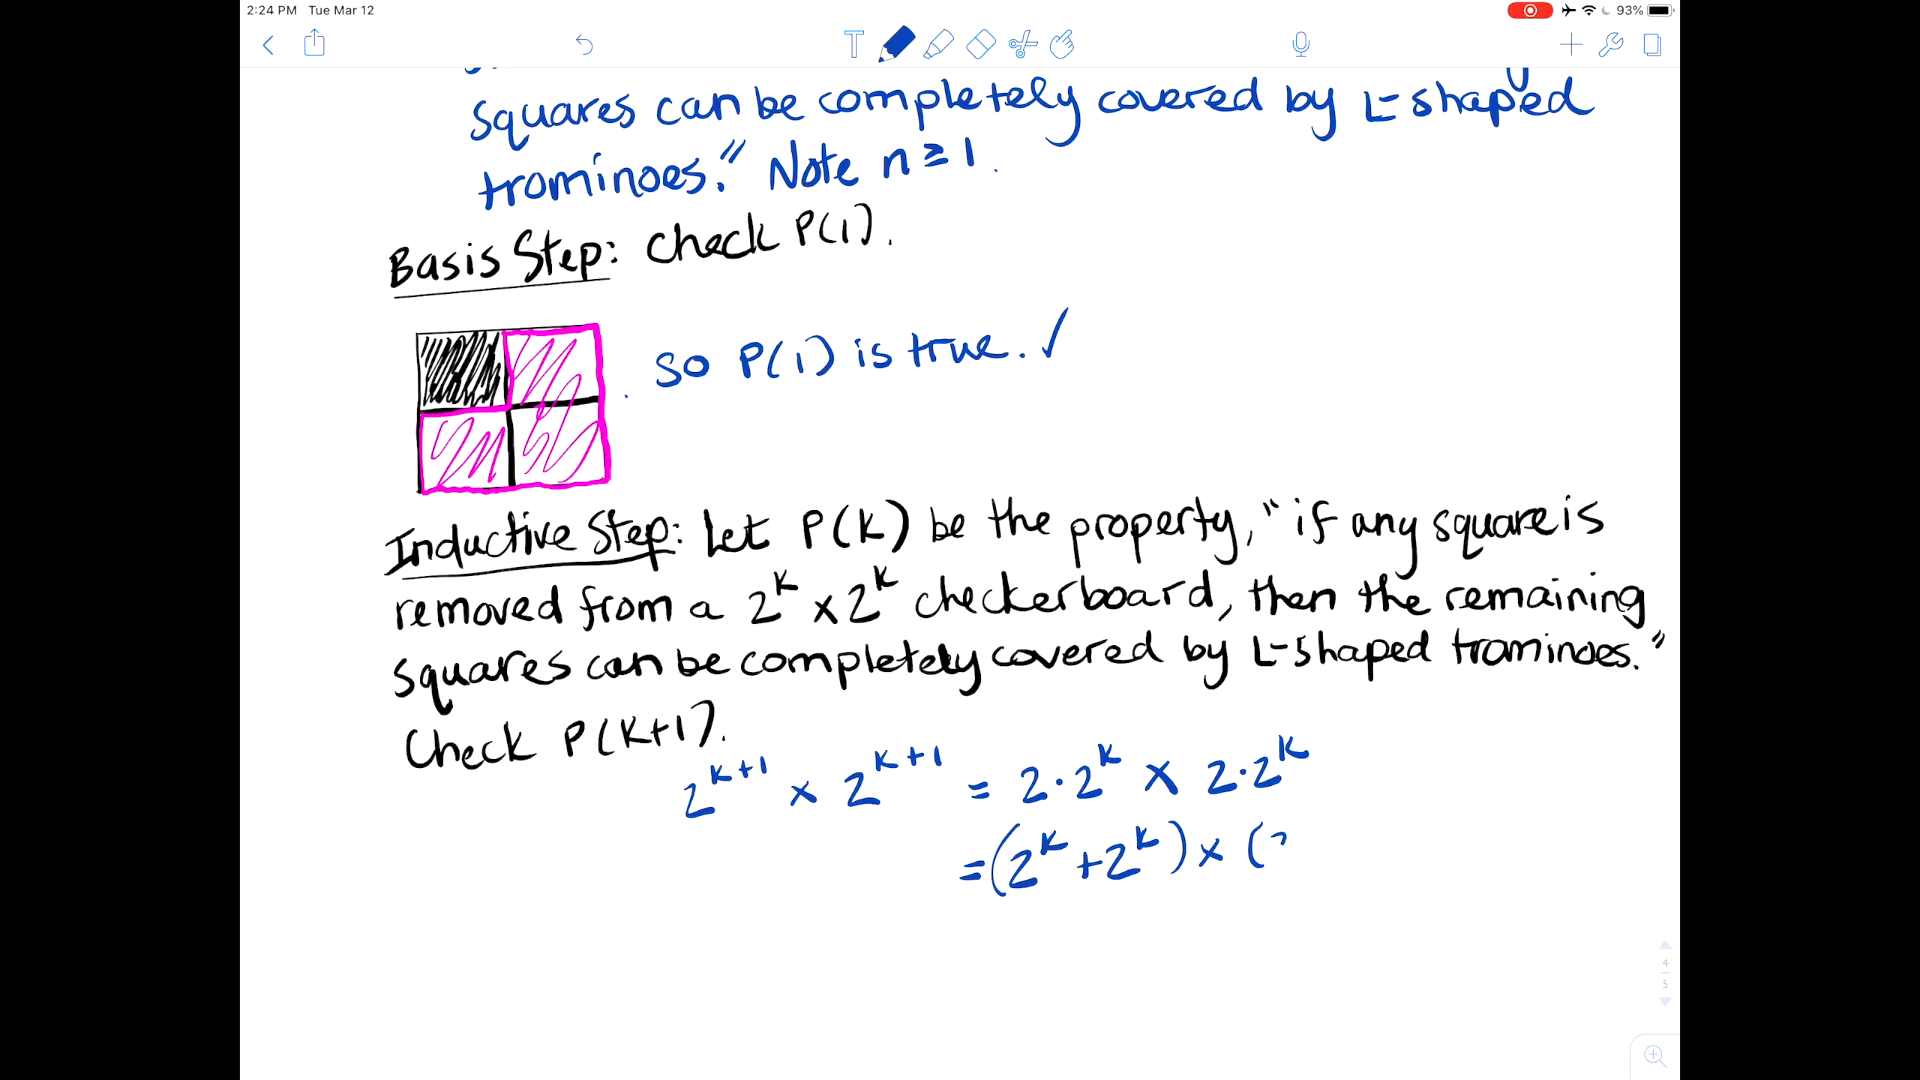 2:24 PM Tue Mar 12
93%
T
squares can be completely covered by L-shaped
trominoes." Note n ≥ 1.
Basis Step: Check P(1).
So P(1) is true. ✓
Inductive Step: Let P(k) be the property, "if any square is
removed from a 2^k × 2^k checkerboard, then the remaining
squares can be completely covered by L-shaped trominoes."
Check P(k+1).
2^{k+1} × 2^{k+1} = 2·2^k × 2·2^k
= (2^k + 2^k) × (
4
5